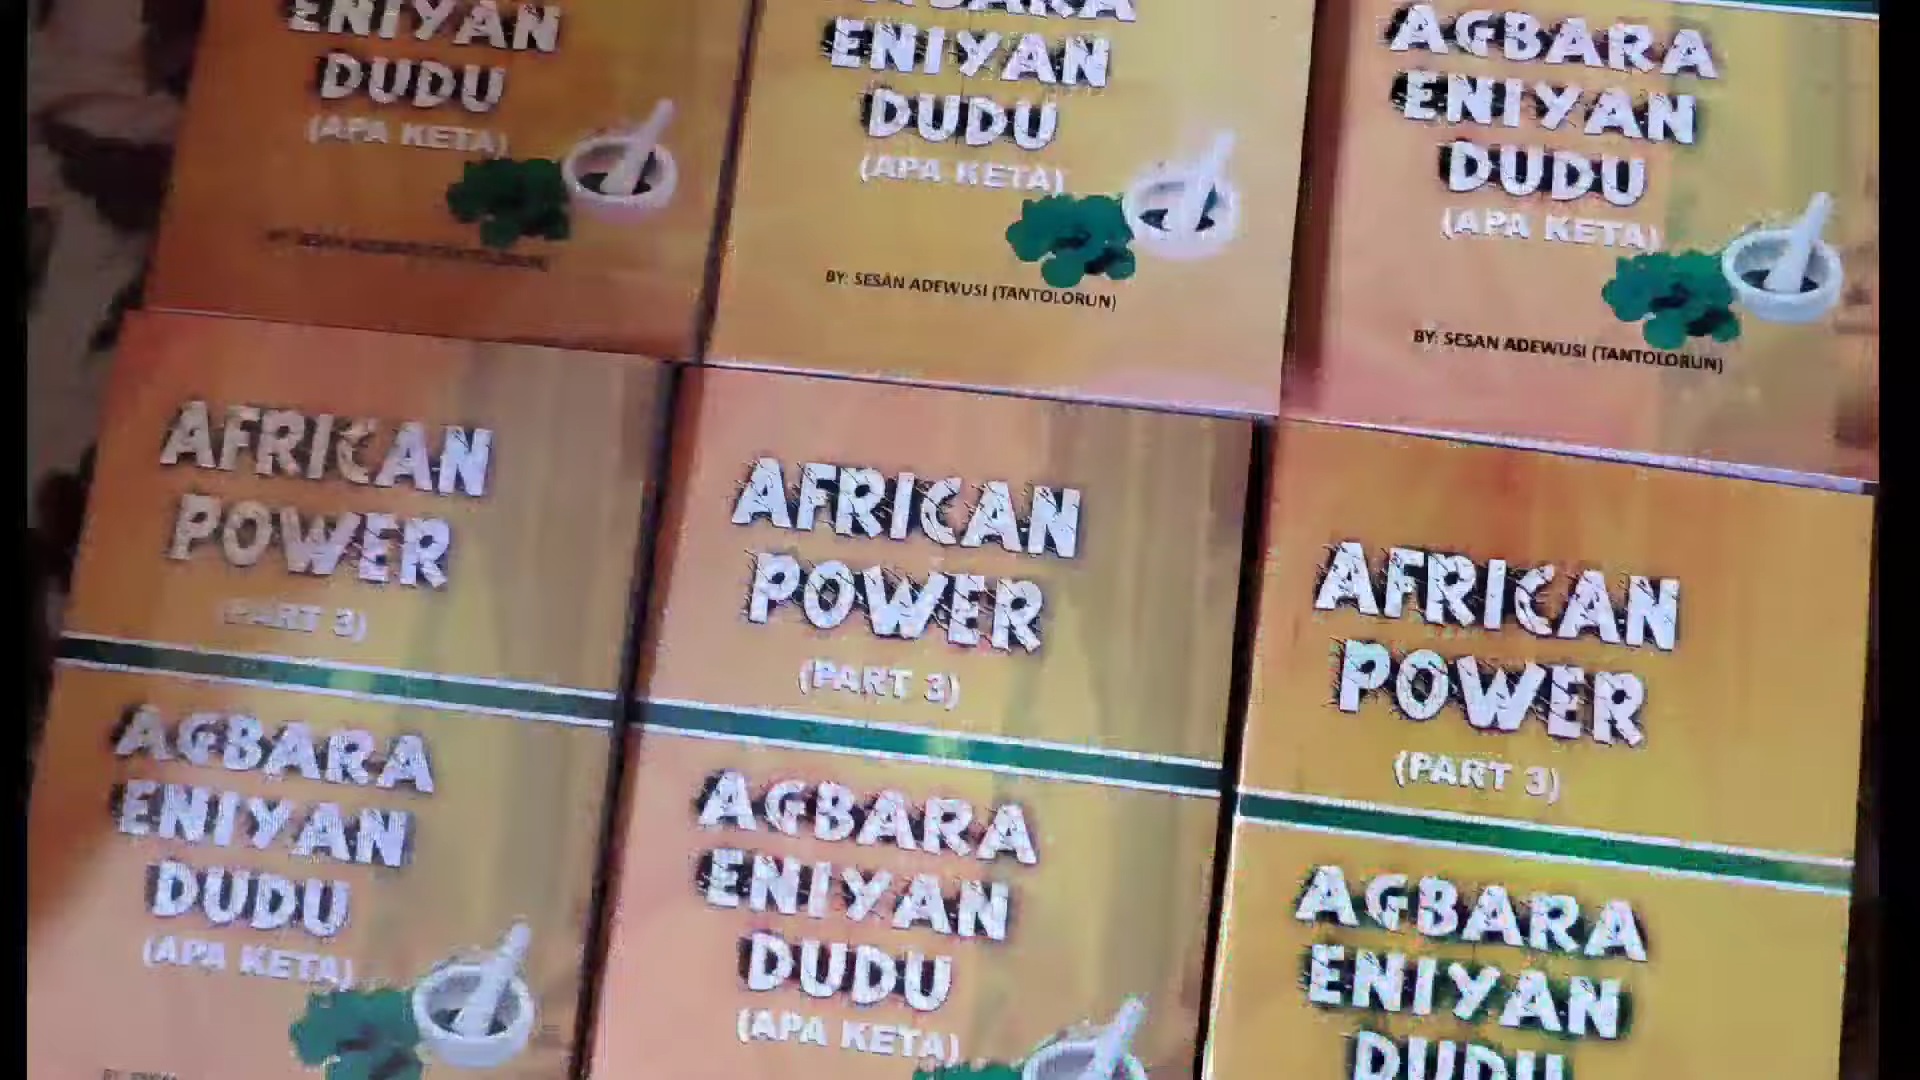 ENIYAN
DUDU
(APA KETA)
ENIYAN
DUDU
(APA KETA)
BY: SESAN ADEWUSI (TANTOLORUN)
AGBARA
ENIYAN
DUDU
(APA KETA)
BY: SESAN ADEWUSI (TANTOLORUN)
AFRICAN
POWER
(PART 3)
AGBARA
ENIYAN
DUDU
(APA KETA)
AFRICAN
POWER
(PART 3)
AGBARA
ENIYAN
DUDU
(APA KETA)
AFRICAN
POWER
(PART 3)
AGBARA
ENIYAN
DUDU